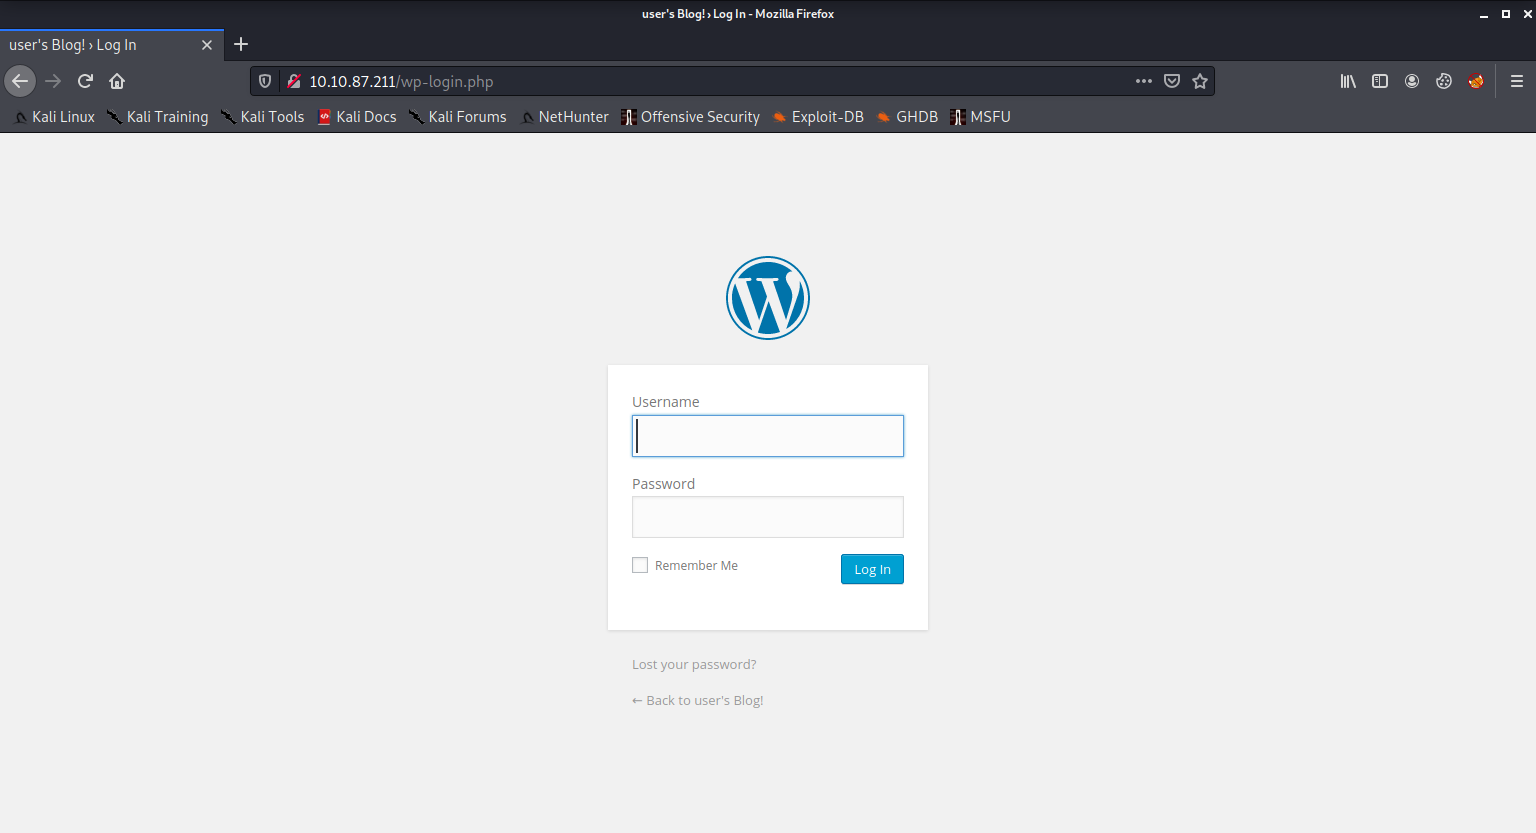 user's Blog! › Log In - Mozilla Firefox
user's Blog! › Log In
10.10.87.211/wp-login.php
Kali Linux Kali Training Kali Tools Kali Docs Kali Forums NetHunter Offensive Security Exploit-DB GHDB MSFU
Username
Password
Remember Me Log In
Lost your password?
← Back to user's Blog!